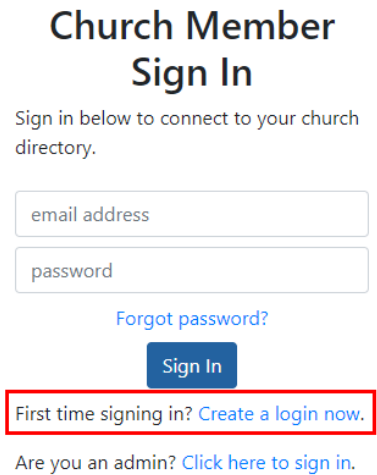 Church Member
Sign In
Sign in below to connect to your church
directory.
email address
password
Forgot password?
Sign In
First time signing in? Create a login now.
Are you an admin? Click here to sign in.